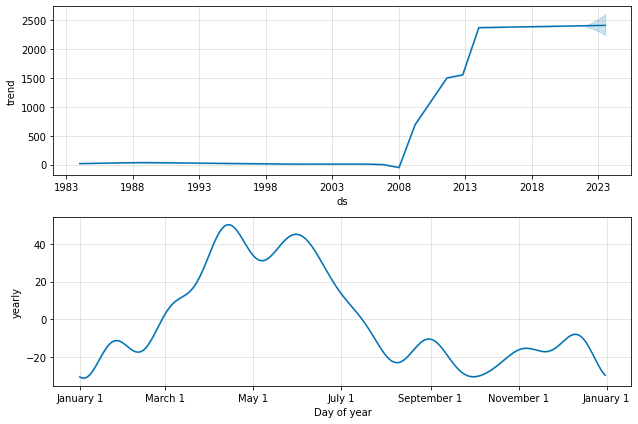 2500
2000
1500
1000
500
0
trend
1983 1988 1993 1998 2003 2008 2013 2018 2023
ds
40
20
0
−20
yearly
January 1 March 1 May 1 July 1 September 1 November 1 January 1
Day of year